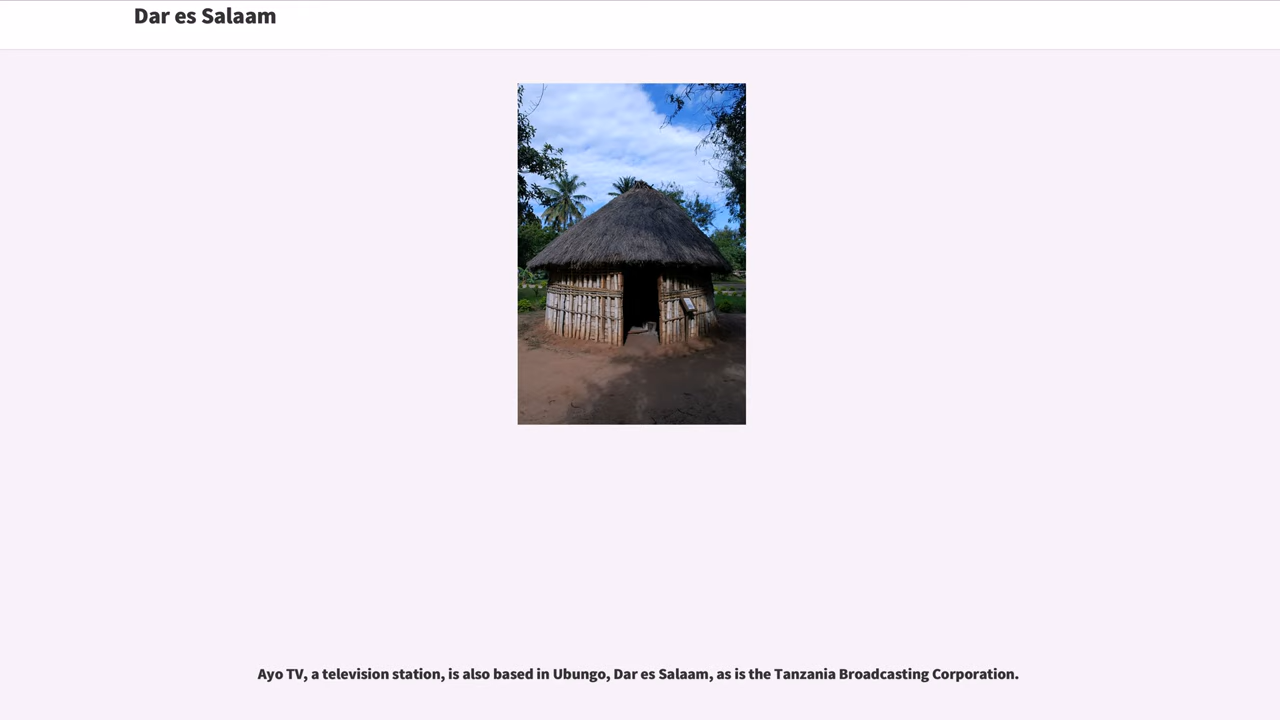 Dar es Salaam
Ayo TV, a television station, is also based in Ubungo, Dar es Salaam, as is the Tanzania Broadcasting Corporation.